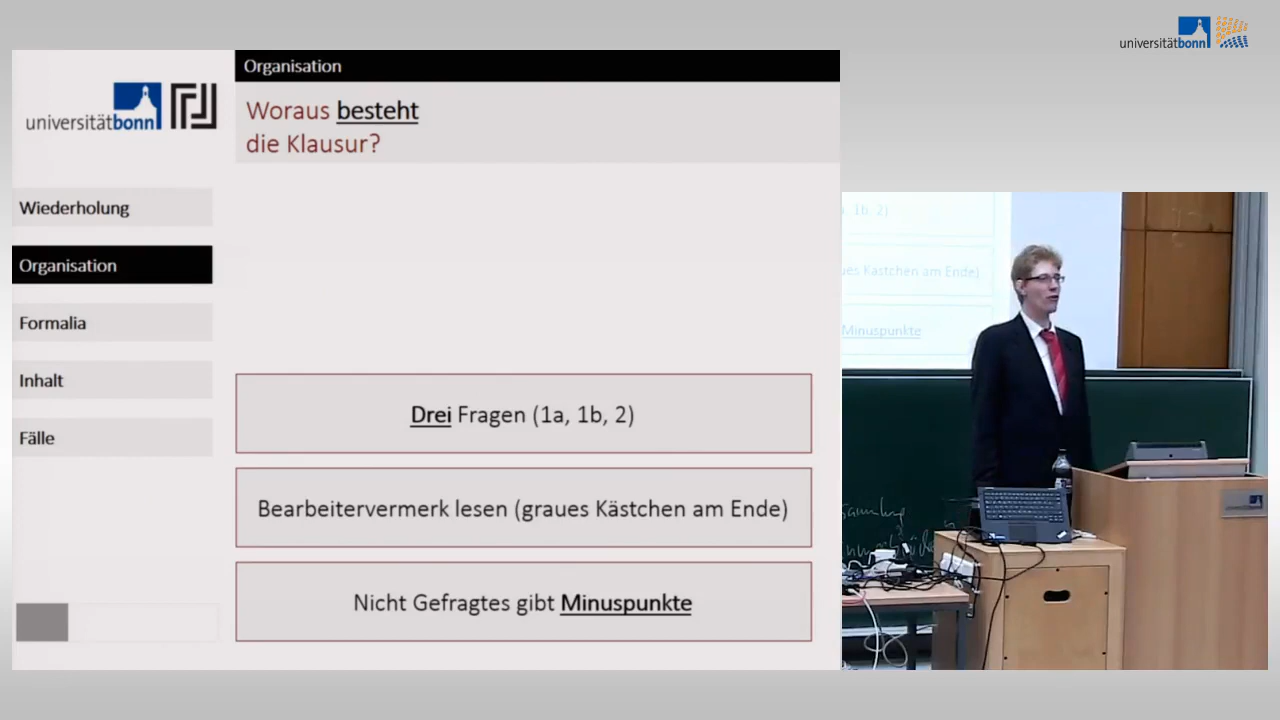 universitätbonn
Organisation
universitätbonn
Woraus besteht
die Klausur?
Wiederholung
Organisation
Formalia
Inhalt
Fälle
Drei Fragen (1a, 1b, 2)
Bearbeitervermerk lesen (graues Kästchen am Ende)
Nicht Gefragtes gibt Minuspunkte
1b, 2)
ues Kästchen am Ende)
Minuspunkte